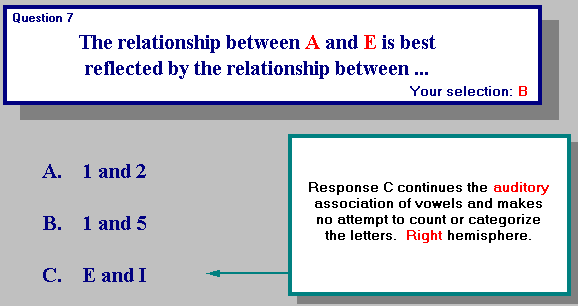 Question 7
The relationship between A and E is best
reflected by the relationship between ...
Your selection: B
A. 1 and 2
B. 1 and 5
C. E and I
Response C continues the auditory
association of vowels and makes
no attempt to count or categorize
the letters. Right hemisphere.